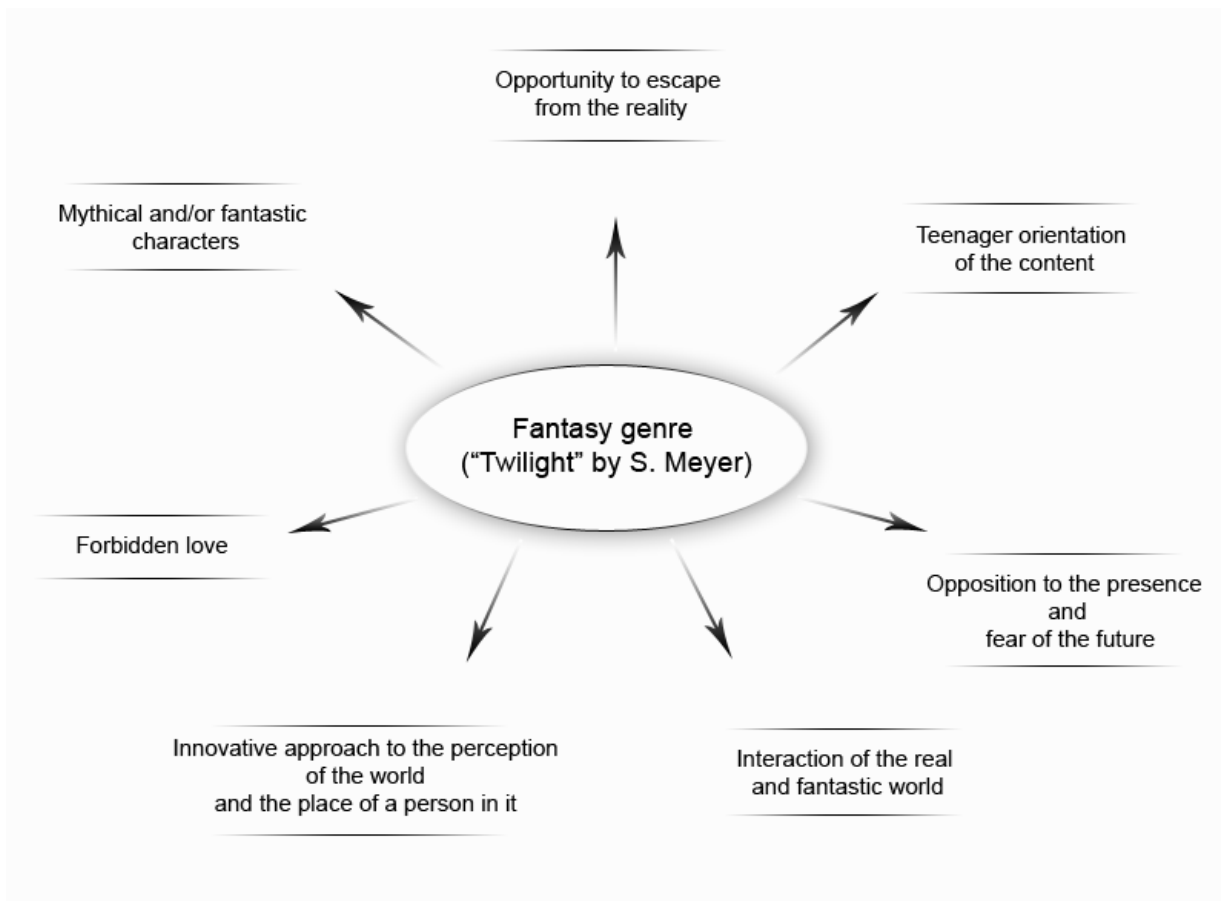 Opportunity to escape
from the reality
Mythical and/or fantastic
characters
Teenager orientation
of the content
Fantasy genre
(“Twilight” by S. Meyer)
Forbidden love
Opposition to the presence
and
fear of the future
Innovative approach to the perception
of the world
and the place of a person in it
Interaction of the real
and fantastic world